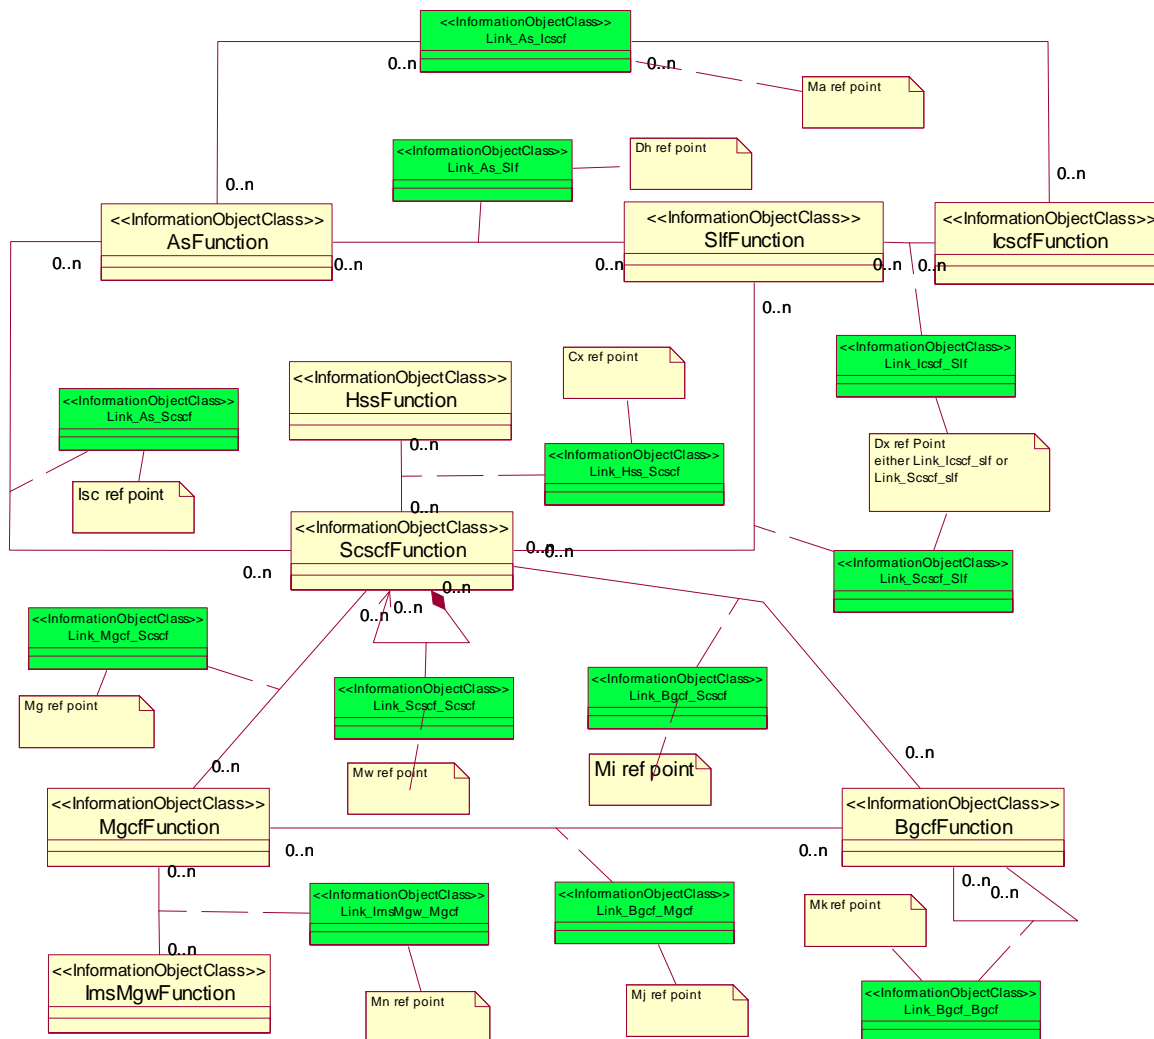 <<InformationObjectClass>>
Link_As_Icscf
0..n
0..n
Ma ref point
<<InformationObjectClass>>
Link_As_Slf
Dh ref point
0..n
0..n
<<InformationObjectClass>>
AsFunction
<<InformationObjectClass>>
SlfFunction
<<InformationObjectClass>>
IcscfFunction
0..n
0..n
0..n
0..n
0..n
0..n
<<InformationObjectClass>>
Link_Icscf_Slf
Cx ref point
<<InformationObjectClass>>
HssFunction
<<InformationObjectClass>>
Link_As_Scscf
0..n
Dx ref Point
either Link_Icscf_slf or
Link_Scscf_slf
<<InformationObjectClass>>
Link_Hss_Scscf
Isc ref point
0..n
<<InformationObjectClass>>
ScscfFunction
0..n
0..n
<<InformationObjectClass>>
Link_Scscf_Slf
0..n
0..n
0..n
0..n
<<InformationObjectClass>>
Link_Mgcf_Scscf
<<InformationObjectClass>>
Link_Scscf_Scscf
<<InformationObjectClass>>
Link_Bgcf_Scscf
Mg ref point
Mw ref point
Mi ref point
0..n
0..n
<<InformationObjectClass>>
MgcfFunction
<<InformationObjectClass>>
BgcfFunction
0..n
0..n
0..n
0..n
0..n
<<InformationObjectClass>>
Link_ImsMgw_Mgcf
<<InformationObjectClass>>
Link_Bgcf_Mgcf
Mk ref point
0..n
<<InformationObjectClass>>
ImsMgwFunction
Mn ref point
Mj ref point
<<InformationObjectClass>>
Link_Bgcf_Bgcf